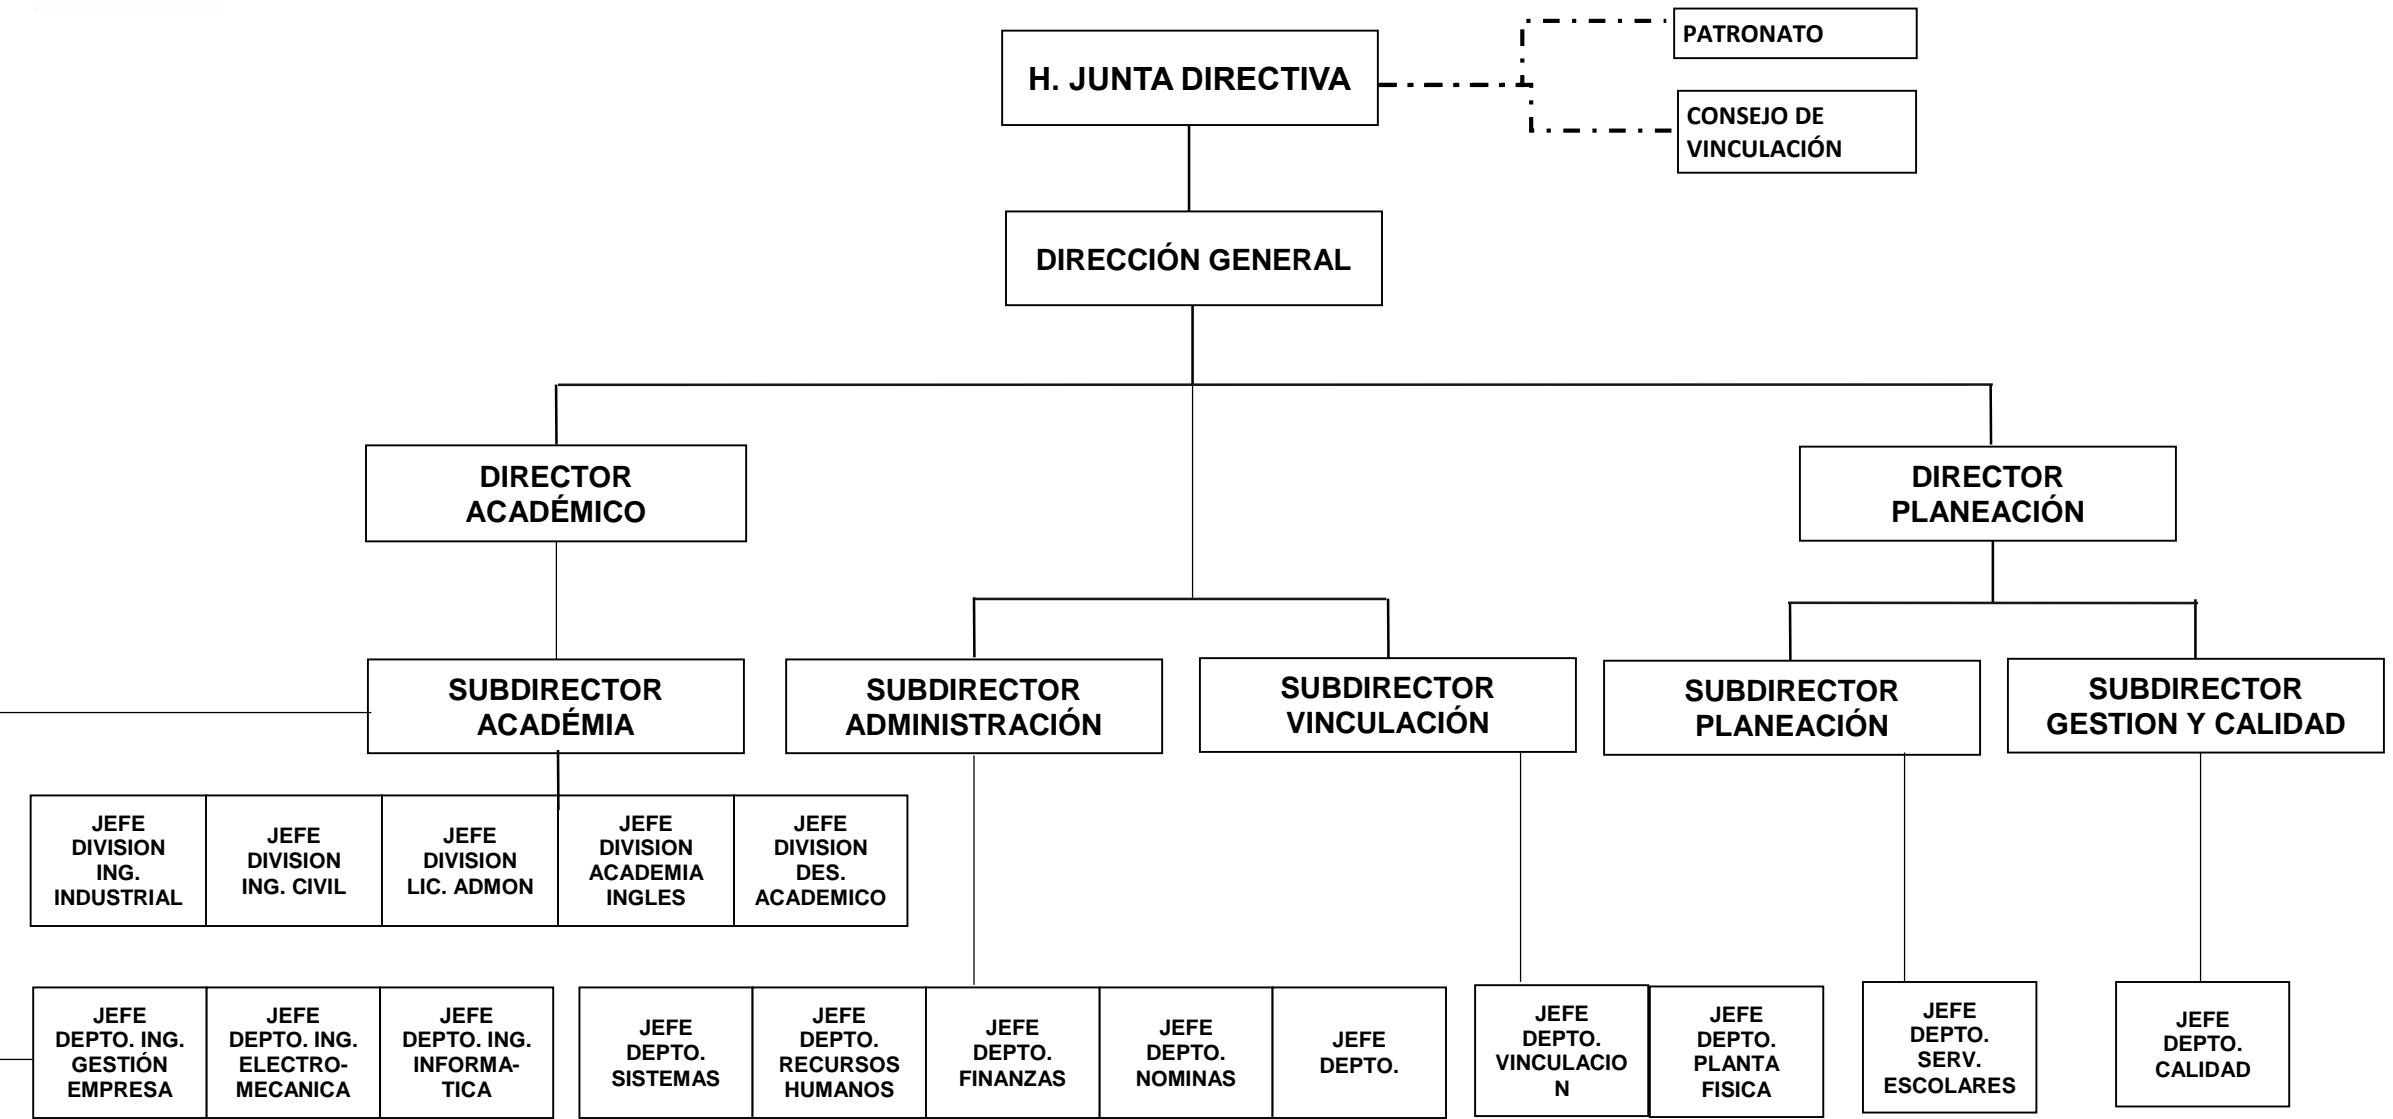 PATRONATO
H. JUNTA DIRECTIVA
CONSEJO DE
VINCULACIÓN
DIRECCIÓN GENERAL
DIRECTOR
ACADÉMICO
DIRECTOR
PLANEACIÓN
SUBDIRECTOR
ACADÉMIA
SUBDIRECTOR
ADMINISTRACIÓN
SUBDIRECTOR
VINCULACIÓN
SUBDIRECTOR
PLANEACIÓN
SUBDIRECTOR
GESTION Y CALIDAD
JEFE
DIVISION
ING.
INDUSTRIAL
JEFE
DIVISION
ING. CIVIL
JEFE
DIVISION
LIC. ADMON
JEFE
DIVISION
ACADEMIA
INGLES
JEFE
DIVISION
DES.
ACADEMICO
JEFE
DEPTO. ING.
GESTIÓN
EMPRESA
JEFE
DEPTO. ING.
ELECTRO-
MECANICA
JEFE
DEPTO. ING.
INFORMA-
TICA
JEFE
DEPTO.
SISTEMAS
JEFE
DEPTO.
RECURSOS
HUMANOS
JEFE
DEPTO.
FINANZAS
JEFE
DEPTO.
NOMINAS
JEFE
DEPTO.
JEFE
DEPTO.
VINCULACIO
N
JEFE
DEPTO.
PLANTA
FISICA
JEFE
DEPTO.
SERV.
ESCOLARES
JEFE
DEPTO.
CALIDAD